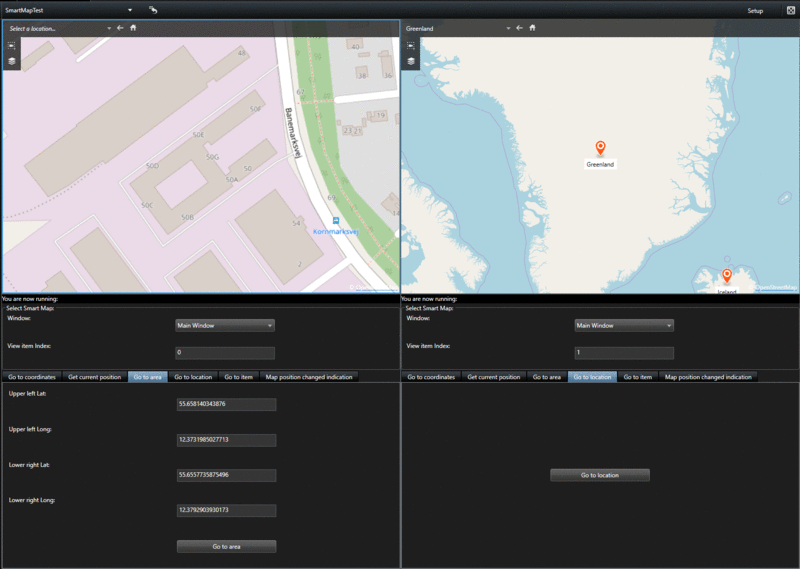 SmartMapTest
Setup
Select a location...
48
67
50F
50E
50G
50D
50
50A
50C
50B
54
2
69
Banemarksvej
Kornmarksvej
40
38
36
19
23 21
© OpenStreetMap
Greenland
Greenland
Iceland
© OpenStreetMap
You are now running:
Select Smart Map:
Window:
Main Window
View item Index:
0
Go to coordinates
Get current position
Go to area
Go to location
Go to item
Map position changed indication
Upper left Lat:
55.658140343876
Upper left Long:
12.3731985027713
Lower right Lat:
55.6557735875496
Lower right Long:
12.3792903930173
Go to area
You are now running:
Select Smart Map:
Window:
Main Window
View item Index:
1
Go to coordinates
Get current position
Go to area
Go to location
Go to item
Map position changed indication
Go to location